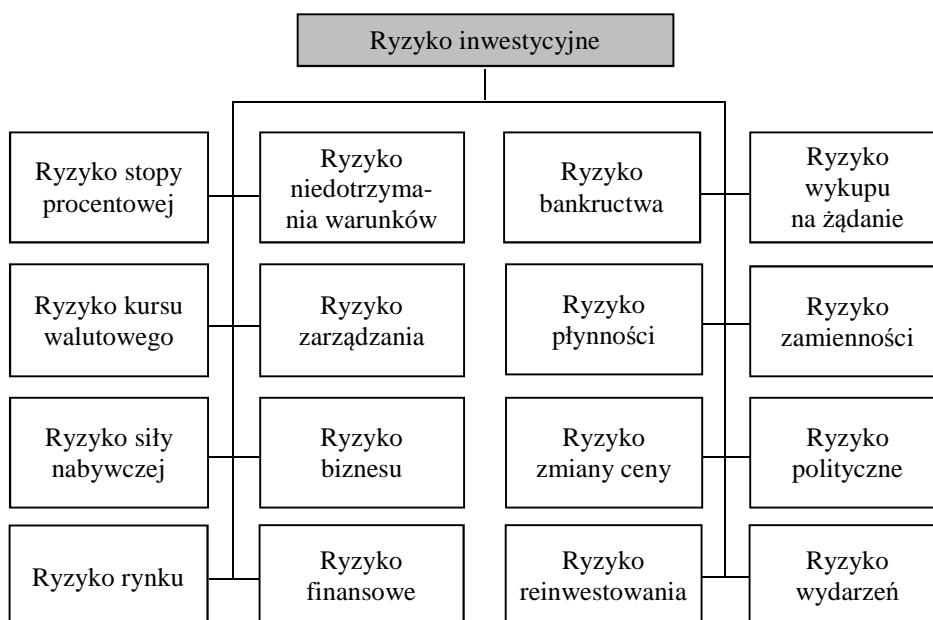 Ryzyko inwestycyjne
Ryzyko stopy
procentowej
Ryzyko
niedotrzyma-
nia warunków
Ryzyko
bankructwa
Ryzyko
wykupu
na żądanie
Ryzyko kursu
walutowego
Ryzyko
zarządzania
Ryzyko
płynności
Ryzyko
zamienności
Ryzyko siły
nabywczej
Ryzyko
biznesu
Ryzyko
zmiany ceny
Ryzyko
polityczne
Ryzyko rynku
Ryzyko
finansowe
Ryzyko
reinwestowania
Ryzyko
wydarzeń